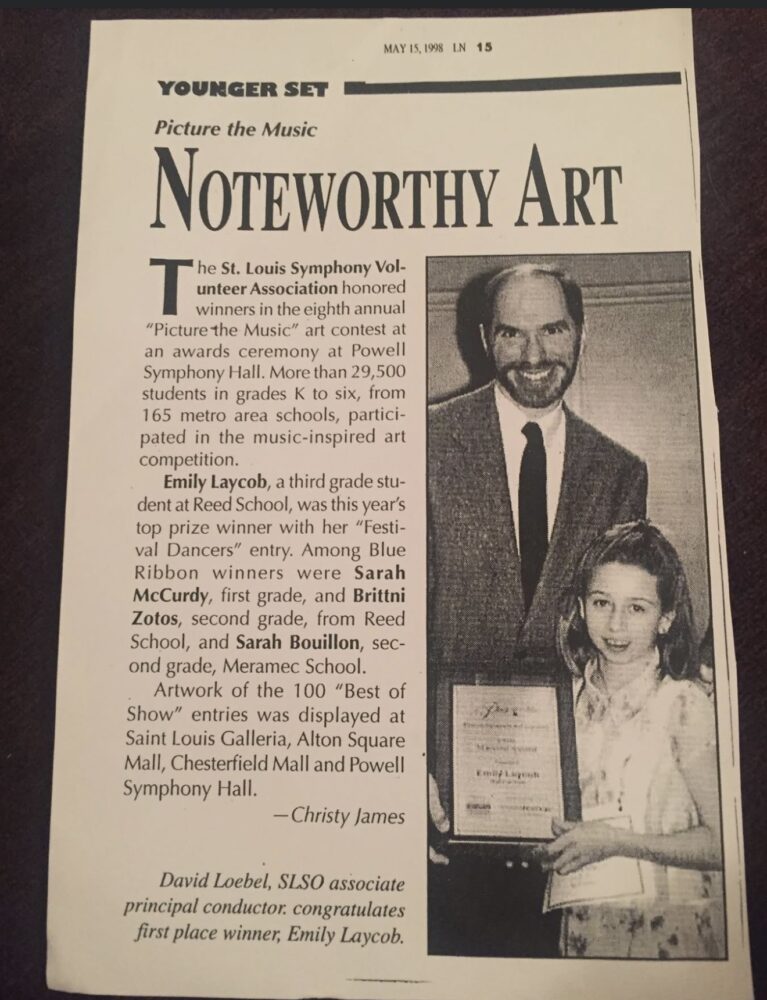 MAY 15, 1998 LN 15
YOUNGER SET
Picture the Music
NOTEWORTHY ART
The St. Louis Symphony Vol-
unteer Association honored
winners in the eighth annual
"Picture the Music" art contest at
an awards ceremony at Powell
Symphony Hall. More than 29,500
students in grades K to six, from
165 metro area schools, partici-
pated in the music-inspired art
competition.
Emily Laycob, a third grade stu-
dent at Reed School, was this year's
top prize winner with her "Festi-
val Dancers" entry. Among Blue
Ribbon winners were Sarah
McCurdy, first grade, and Brittni
Zotos, second grade, from Reed
School, and Sarah Bouillon, sec-
ond grade, Meramec School.
Artwork of the 100 "Best of
Show" entries was displayed at
Saint Louis Galleria, Alton Square
Mall, Chesterfield Mall and Powell
Symphony Hall.
—Christy James
David Loebel, SLSO associate
principal conductor. congratulates
first place winner, Emily Laycob.
Emily Laycob